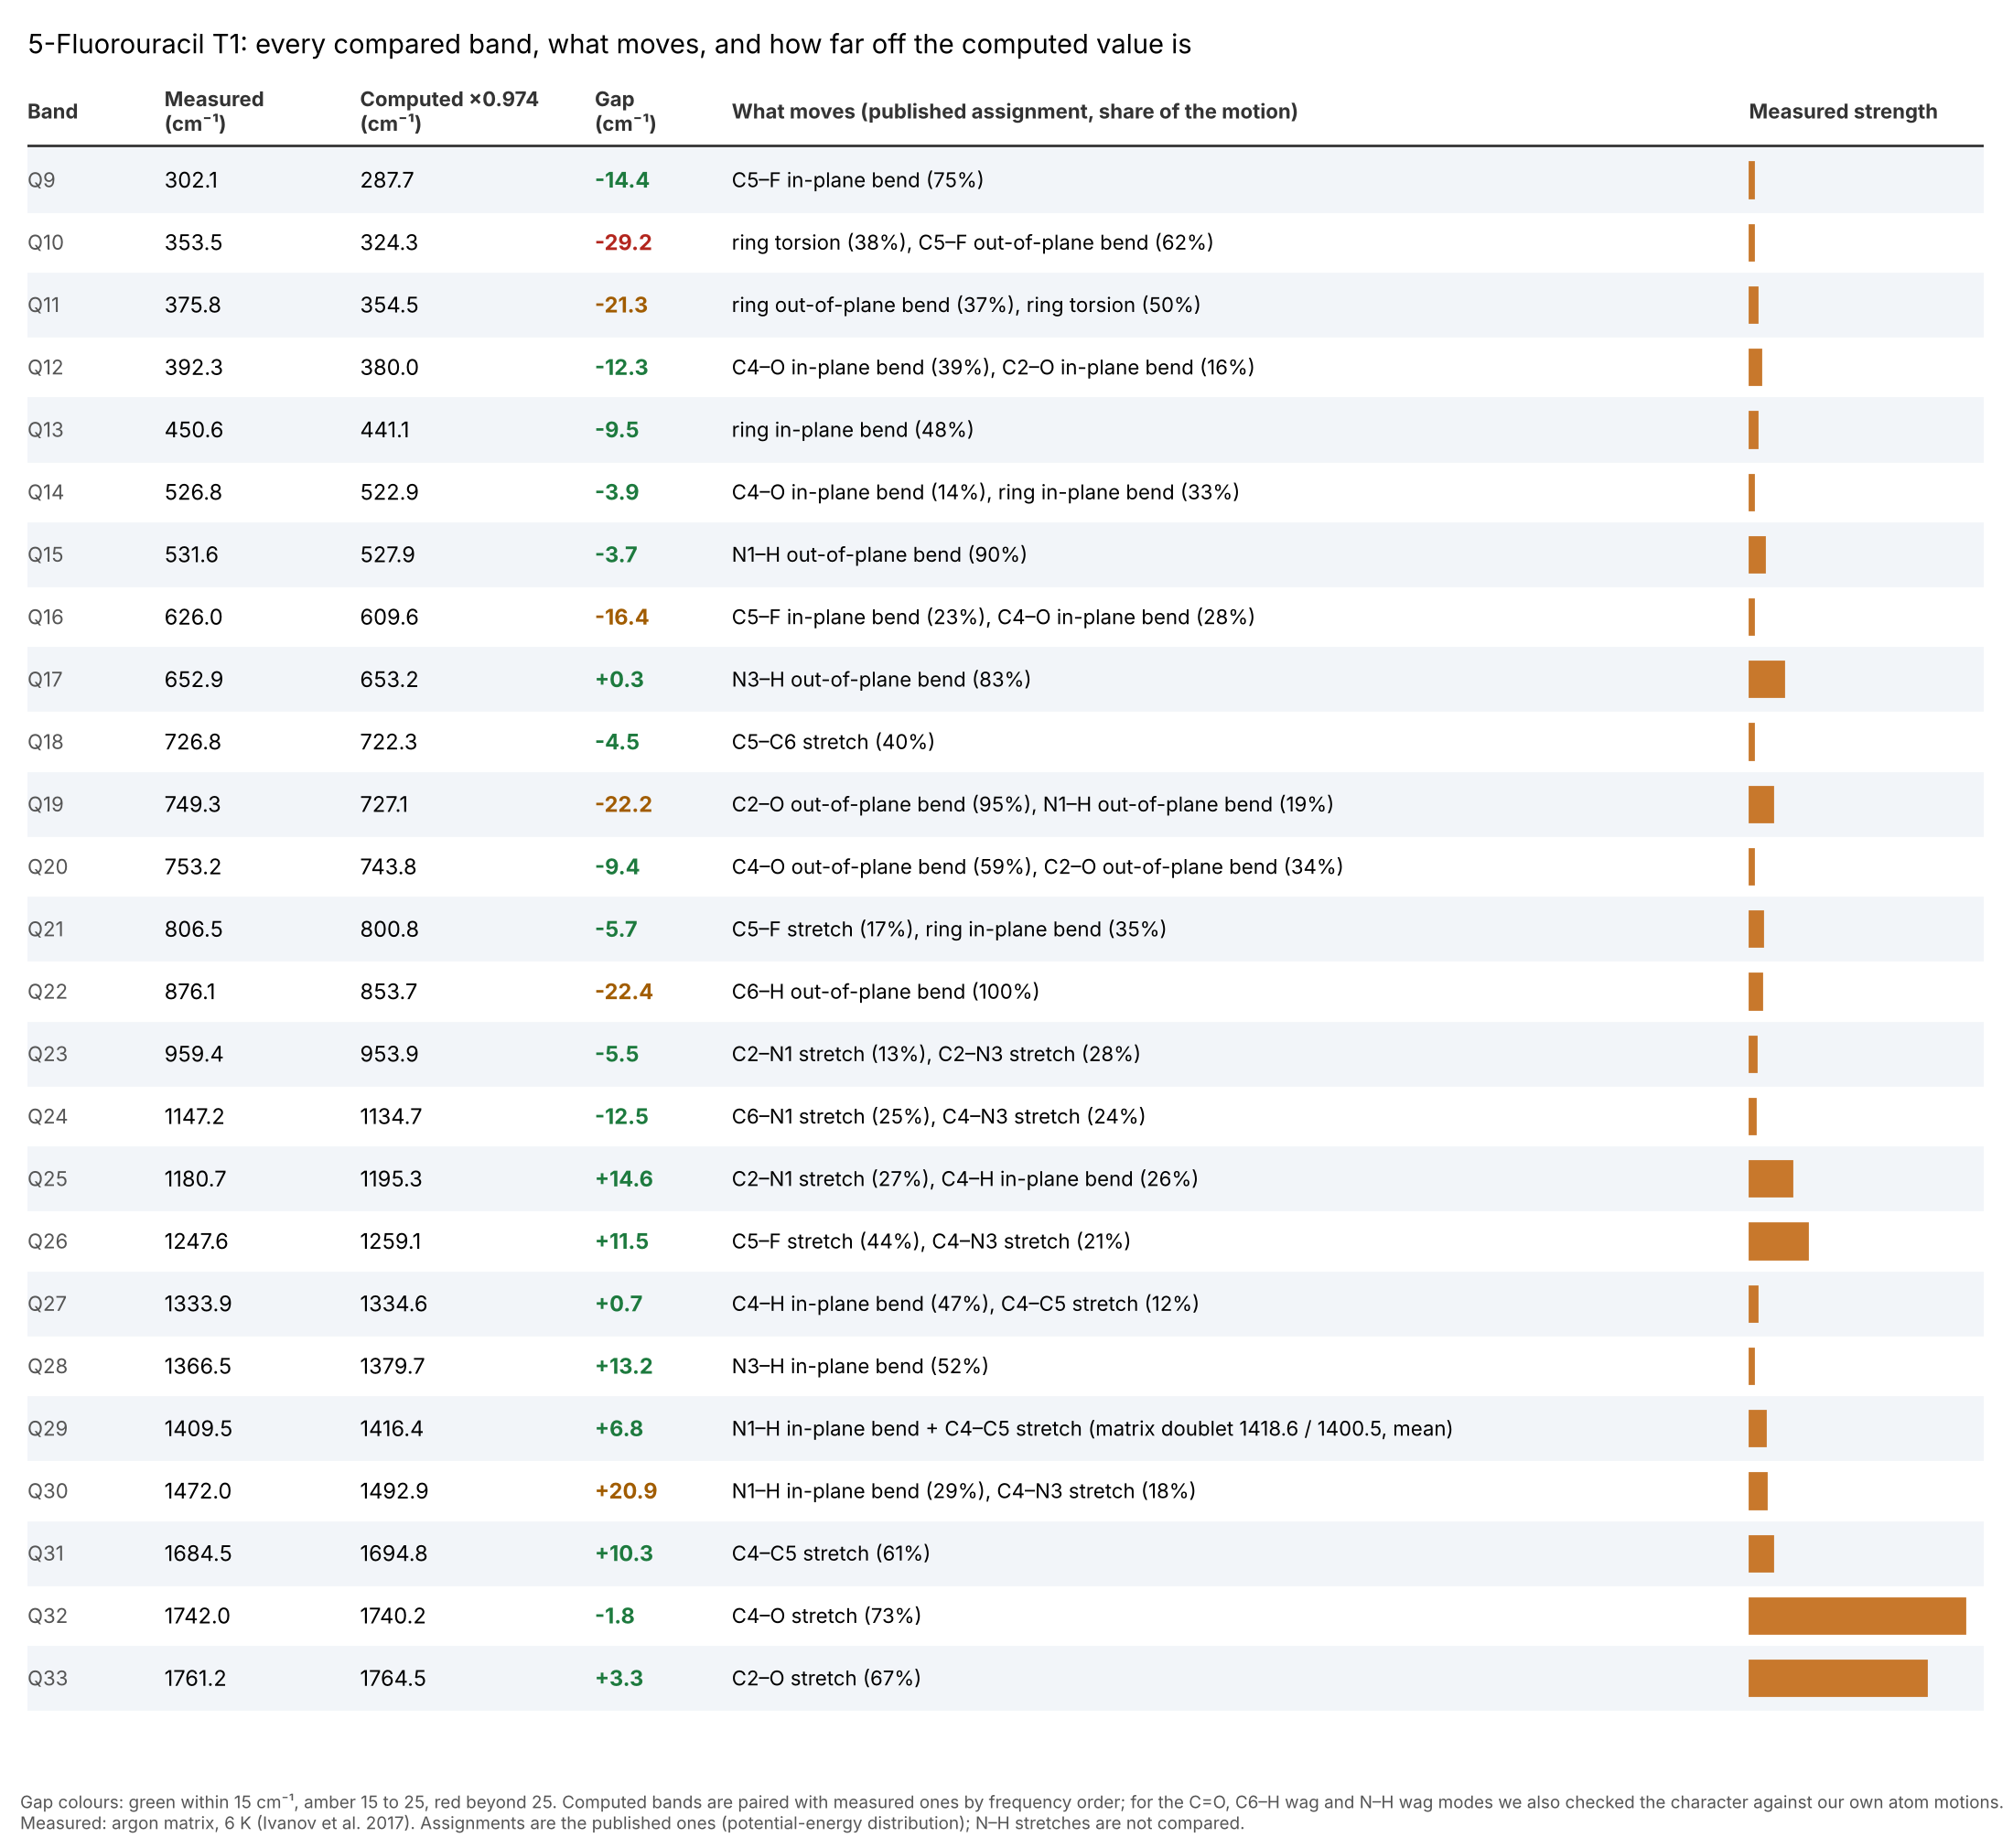 5-Fluorouracil T1: every compared band, what moves, and how far off the computed value is
Band Measured (cm⁻¹) Computed ×0.974 (cm⁻¹) Gap (cm⁻¹) What moves (published assignment, share of the motion) Measured strength
Q9 302.1 287.7 -14.4 C5–F in-plane bend (75%)
Q10 353.5 324.3 -29.2 ring torsion (38%), C5–F out-of-plane bend (62%)
Q11 375.8 354.5 -21.3 ring out-of-plane bend (37%), ring torsion (50%)
Q12 392.3 380.0 -12.3 C4–O in-plane bend (39%), C2–O in-plane bend (16%)
Q13 450.6 441.1 -9.5 ring in-plane bend (48%)
Q14 526.8 522.9 -3.9 C4–O in-plane bend (14%), ring in-plane bend (33%)
Q15 531.6 527.9 -3.7 N1–H out-of-plane bend (90%)
Q16 626.0 609.6 -16.4 C5–F in-plane bend (23%), C4–O in-plane bend (28%)
Q17 652.9 653.2 +0.3 N3–H out-of-plane bend (83%)
Q18 726.8 722.3 -4.5 C5–C6 stretch (40%)
Q19 749.3 727.1 -22.2 C2–O out-of-plane bend (95%), N1–H out-of-plane bend (19%)
Q20 753.2 743.8 -9.4 C4–O out-of-plane bend (59%), C2–O out-of-plane bend (34%)
Q21 806.5 800.8 -5.7 C5–F stretch (17%), ring in-plane bend (35%)
Q22 876.1 853.7 -22.4 C6–H out-of-plane bend (100%)
Q23 959.4 953.9 -5.5 C2–N1 stretch (13%), C2–N3 stretch (28%)
Q24 1147.2 1134.7 -12.5 C6–N1 stretch (25%), C4–N3 stretch (24%)
Q25 1180.7 1195.3 +14.6 C2–N1 stretch (27%), C4–H in-plane bend (26%)
Q26 1247.6 1259.1 +11.5 C5–F stretch (44%), C4–N3 stretch (21%)
Q27 1333.9 1334.6 +0.7 C4–H in-plane bend (47%), C4–C5 stretch (12%)
Q28 1366.5 1379.7 +13.2 N3–H in-plane bend (52%)
Q29 1409.5 1416.4 +6.8 N1–H in-plane bend + C4–C5 stretch (matrix doublet 1418.6 / 1400.5, mean)
Q30 1472.0 1492.9 +20.9 N1–H in-plane bend (29%), C4–N3 stretch (18%)
Q31 1684.5 1694.8 +10.3 C4–C5 stretch (61%)
Q32 1742.0 1740.2 -1.8 C4–O stretch (73%)
Q33 1761.2 1764.5 +3.3 C2–O stretch (67%)
Gap colours: green within 15 cm⁻¹, amber 15 to 25, red beyond 25. Computed bands are paired with measured ones by frequency order; for the C=O, C6–H wag and N–H wag modes we also checked the character against our own atom motions.
Measured: argon matrix, 6 K (Ivanov et al. 2017). Assignments are the published ones (potential-energy distribution); N–H stretches are not compared.